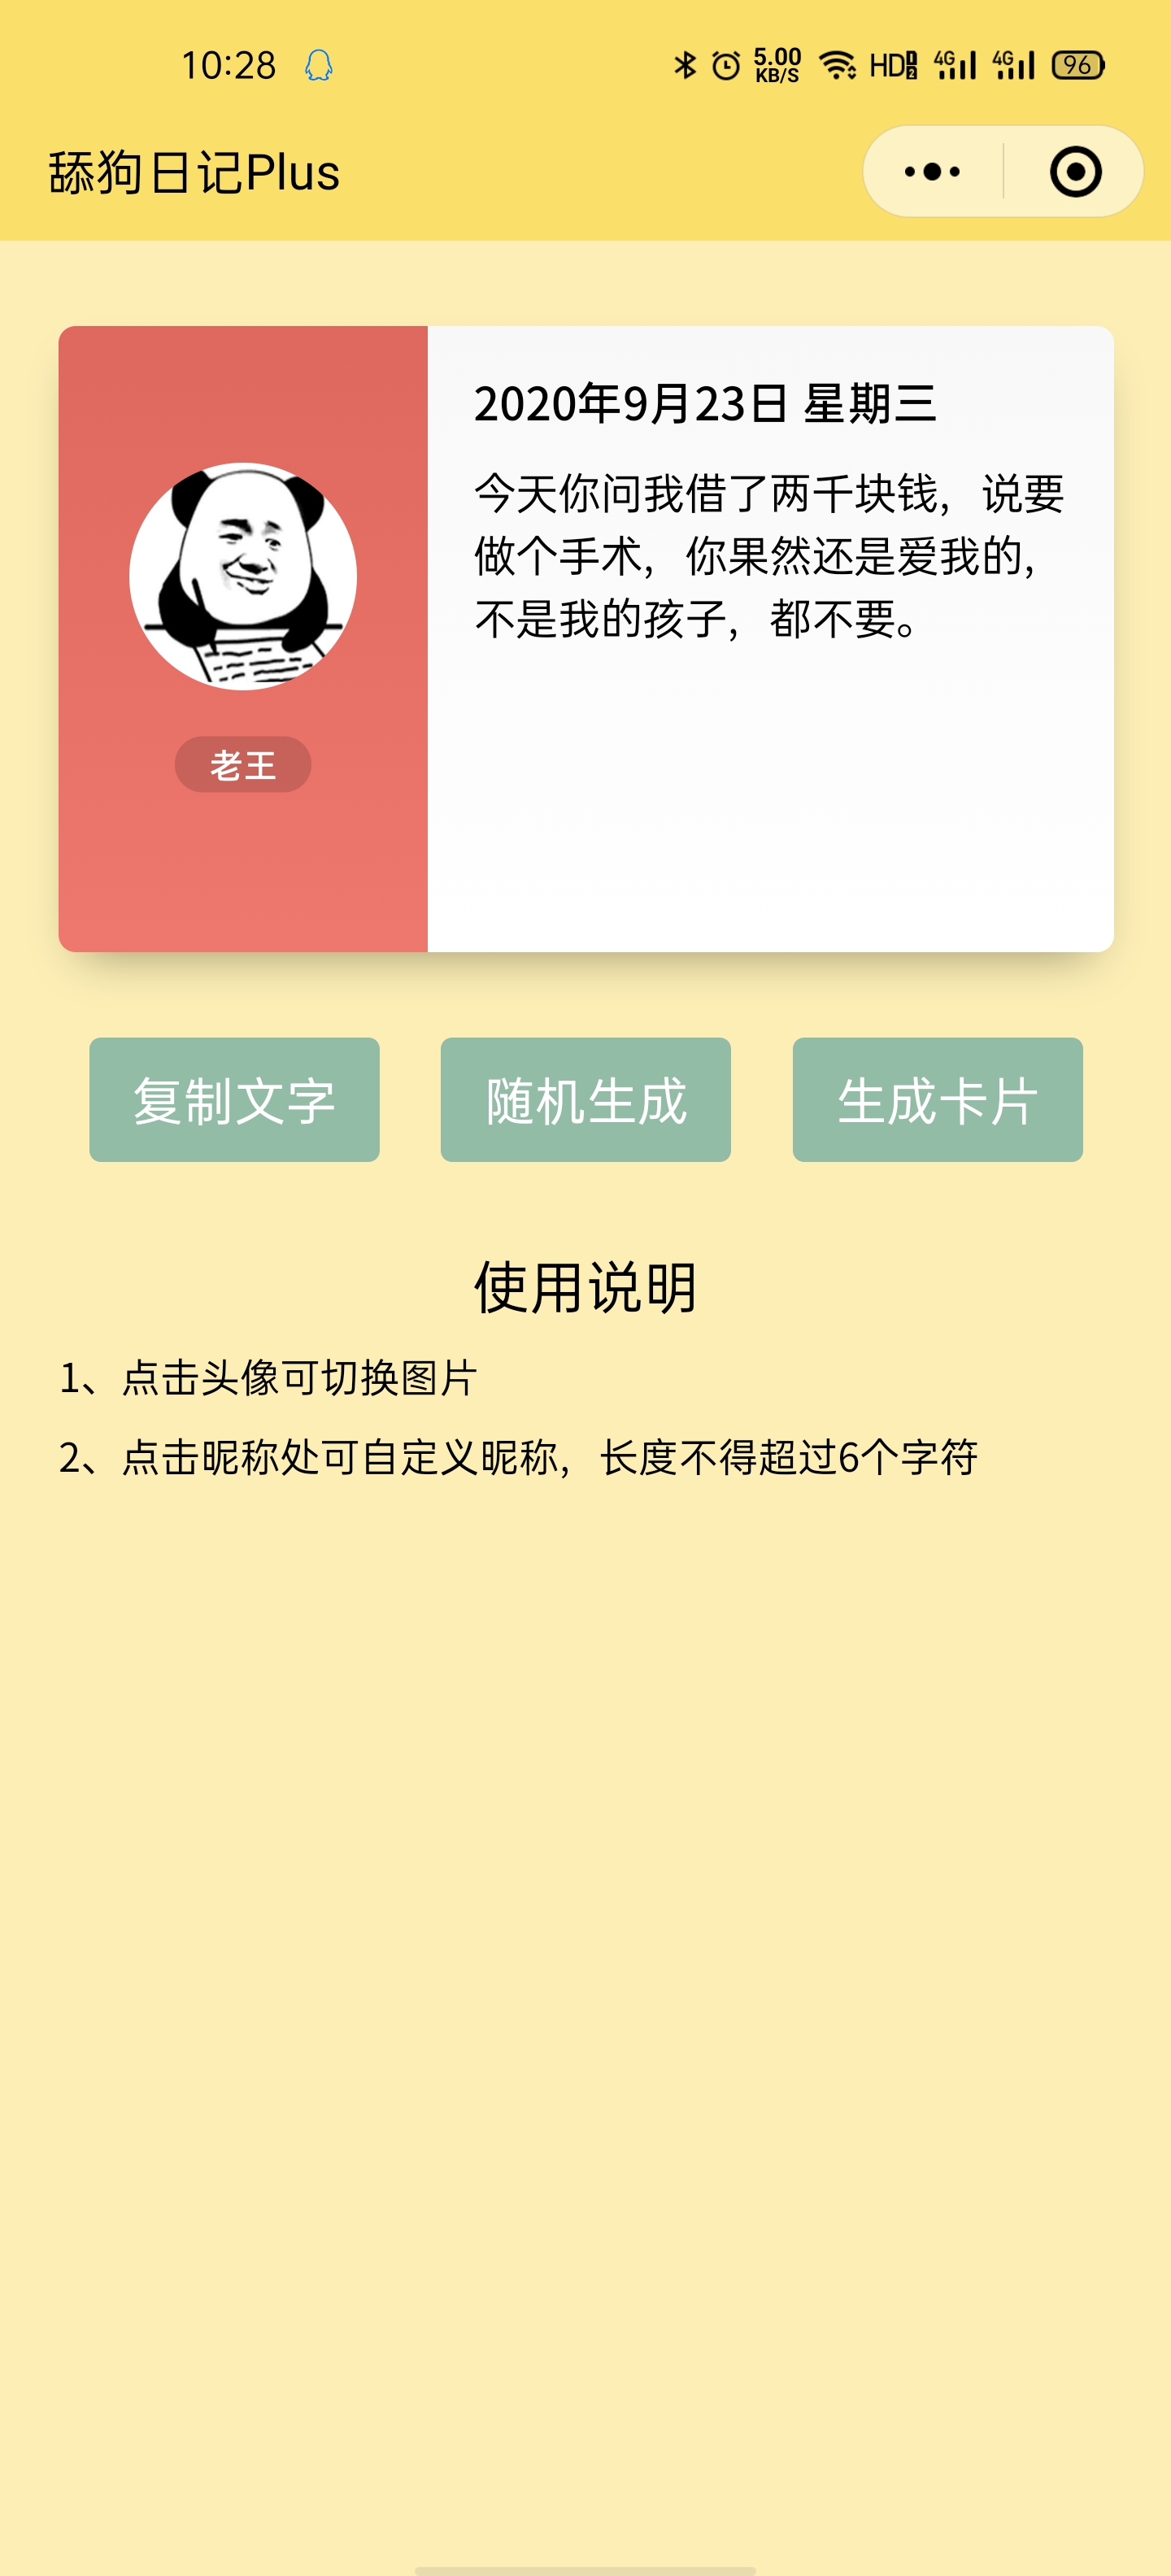 10:28
5.00
KB/S
HD
4G
4G
96
舔狗日记Plus
2020年9月23日 星期三
今天你问我借了两千块钱，说要
做个手术，你果然还是爱我的，
不是我的孩子，都不要。
老王
复制文字
随机生成
生成卡片
使用说明
1、点击头像可切换图片
2、点击昵称处可自定义昵称，长度不得超过6个字符